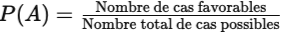 P(A) = Nombre de cas favorables / Nombre total de cas possibles